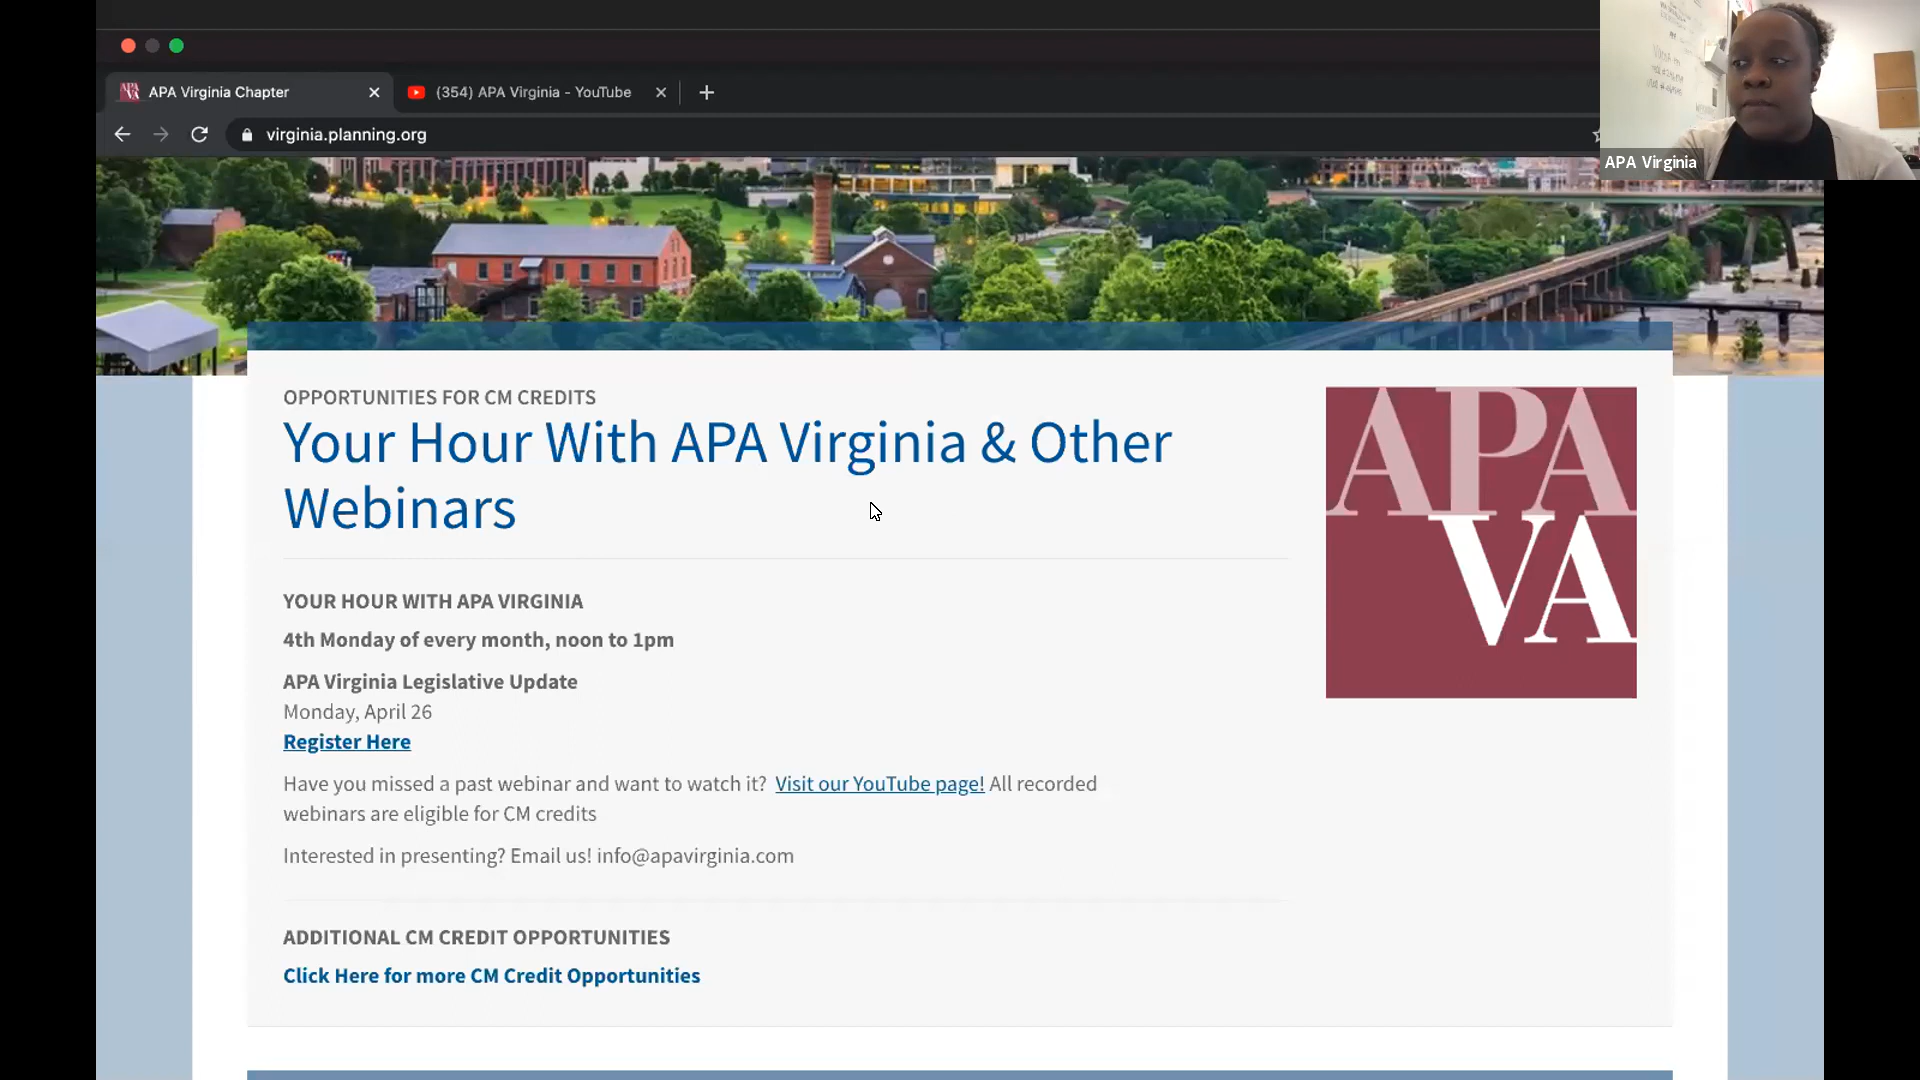 APA VA
APA Virginia Chapter
(354) APA Virginia - YouTube
virginia.planning.org
APA Virginia
OPPORTUNITIES FOR CM CREDITS
Your Hour With APA Virginia & Other
Webinars
APA
VA
YOUR HOUR WITH APA VIRGINIA
4th Monday of every month, noon to 1pm
APA Virginia Legislative Update
Monday, April 26
Register Here
Have you missed a past webinar and want to watch it? Visit our YouTube page! All recorded
webinars are eligible for CM credits
Interested in presenting? Email us! info@apavirginia.com
ADDITIONAL CM CREDIT OPPORTUNITIES
Click Here for more CM Credit Opportunities